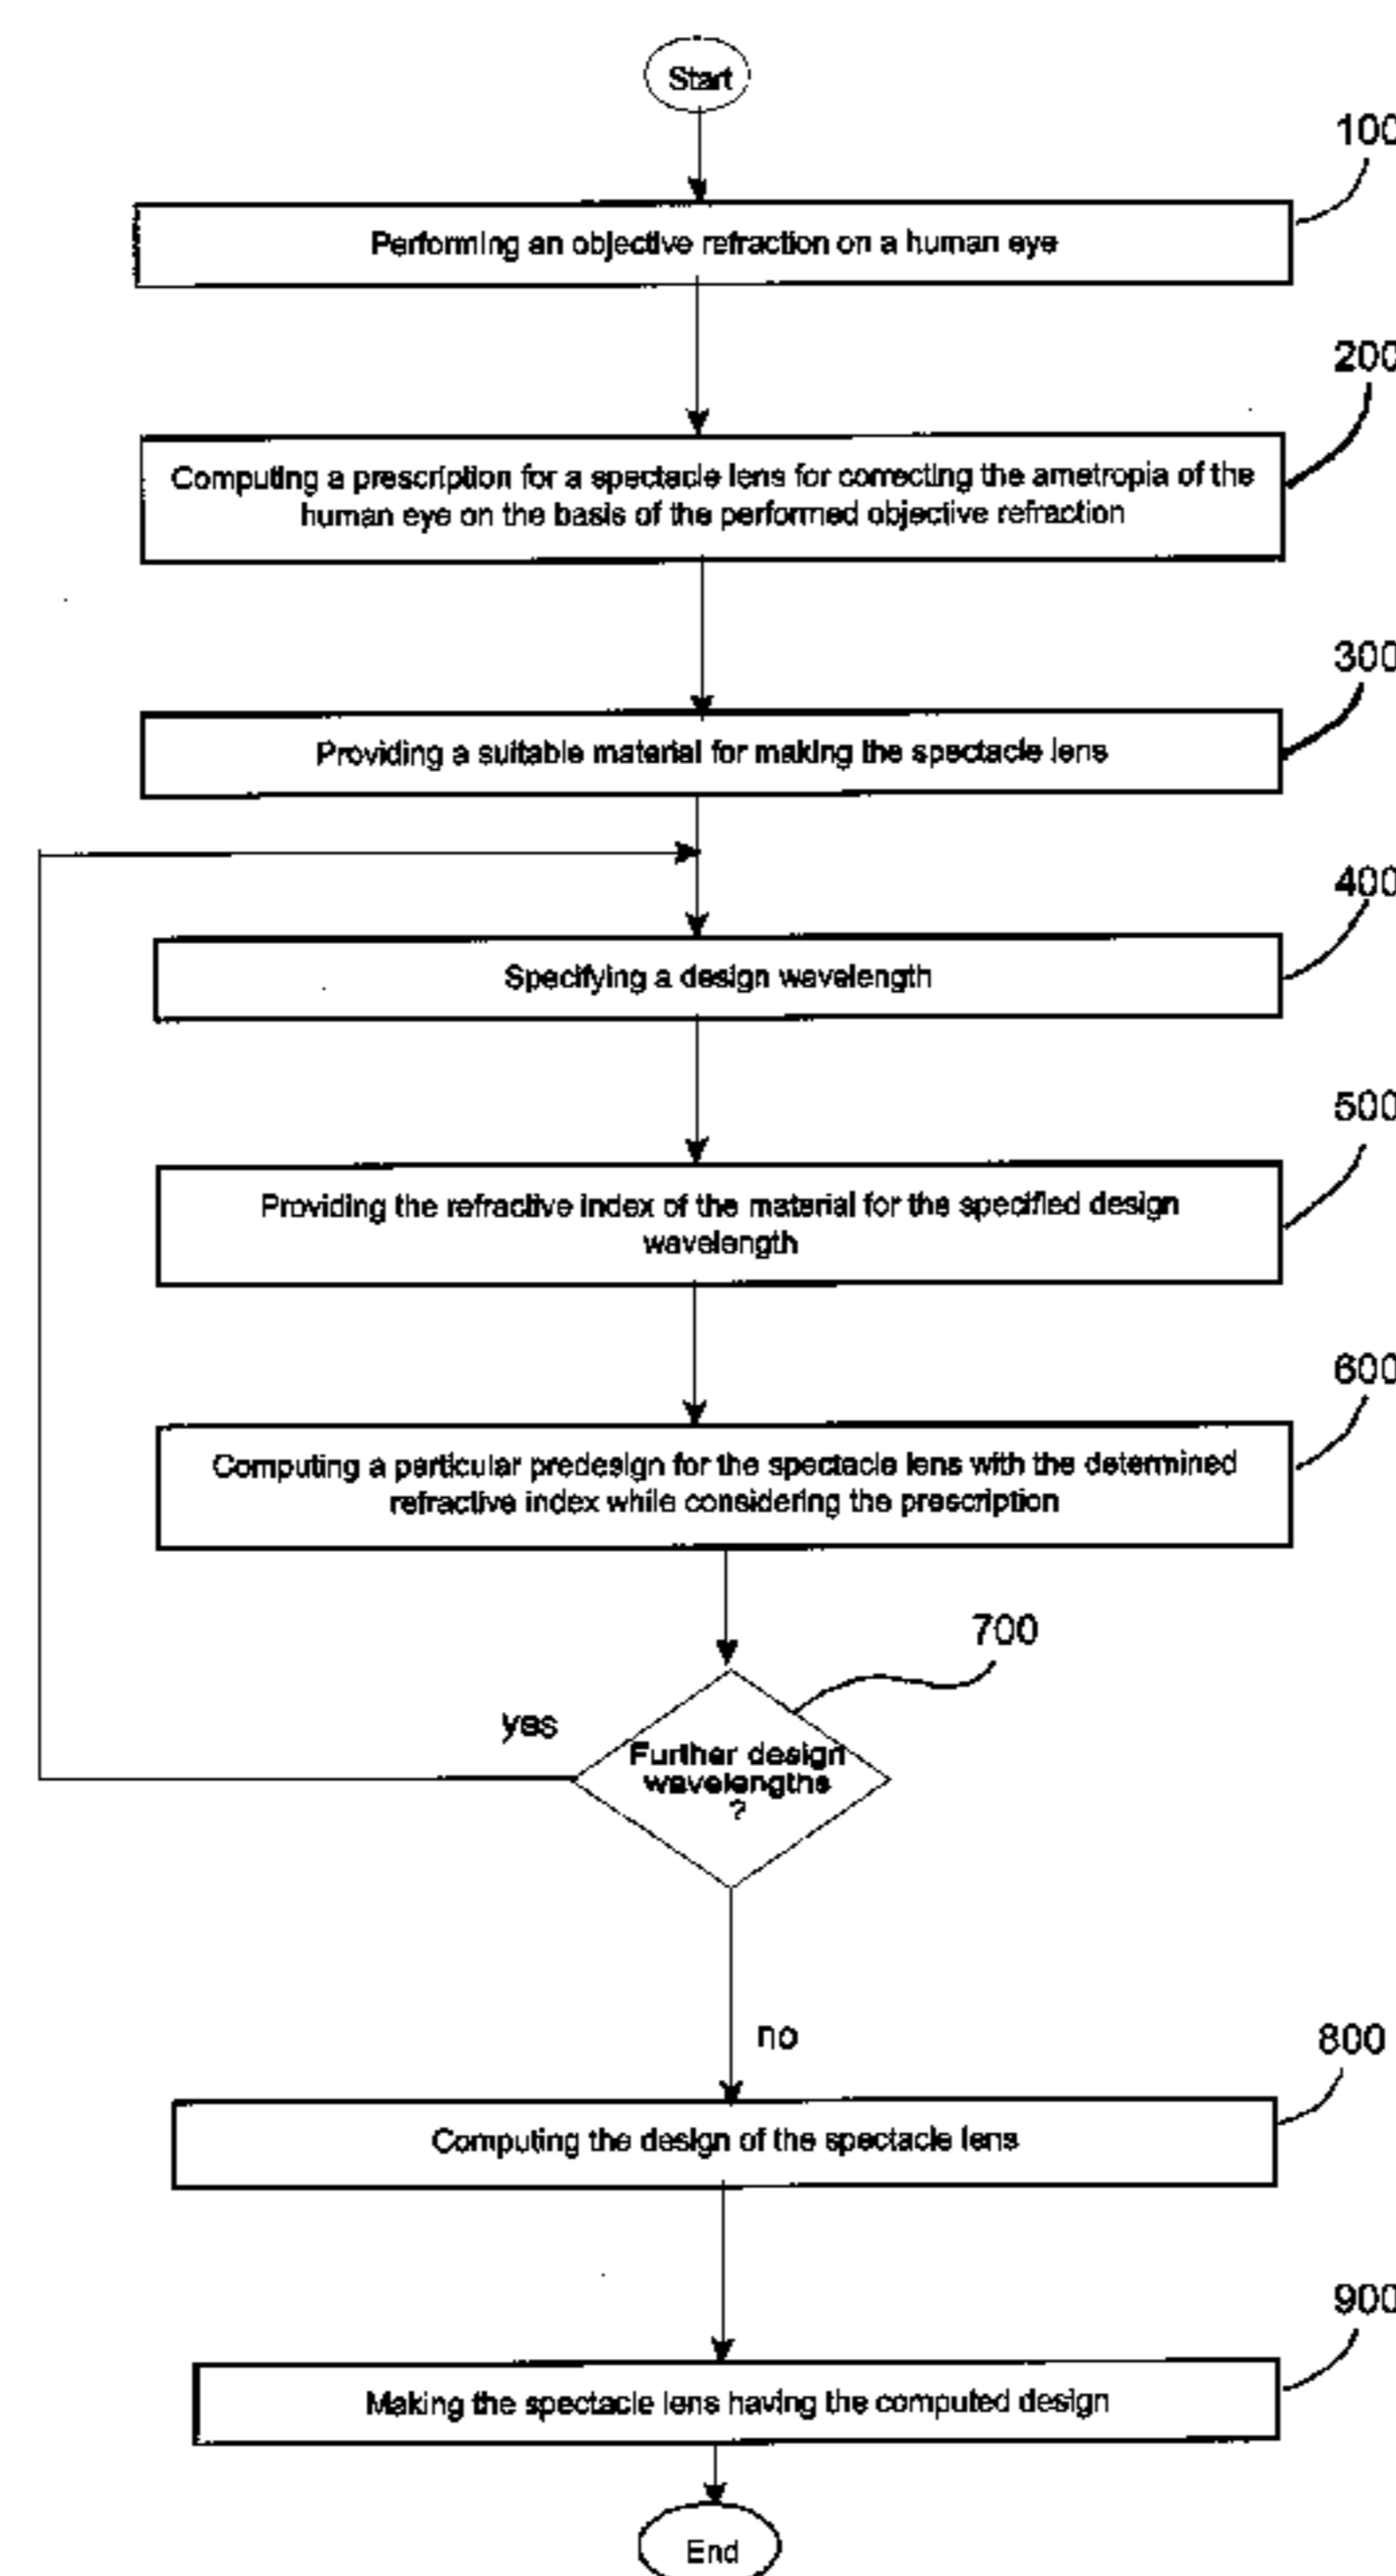 Start
100
Performing an objective refraction on a human eye
200
Computing a prescription for a spectacle lens for correcting the ametropia of the
human eye on the basis of the performed objective refraction
300
Providing a suitable material for making the spectacle lens
400
Specifying a design wavelength
500
Providing the refractive index of the material for the specified design
wavelength
600
Computing a particular predesign for the spectacle lens with the determined
refractive index while considering the prescription
700
yes
Further design
wavelengths
?
no
800
Computing the design of the spectacle lens
900
Making the spectacle lens having the computed design
End